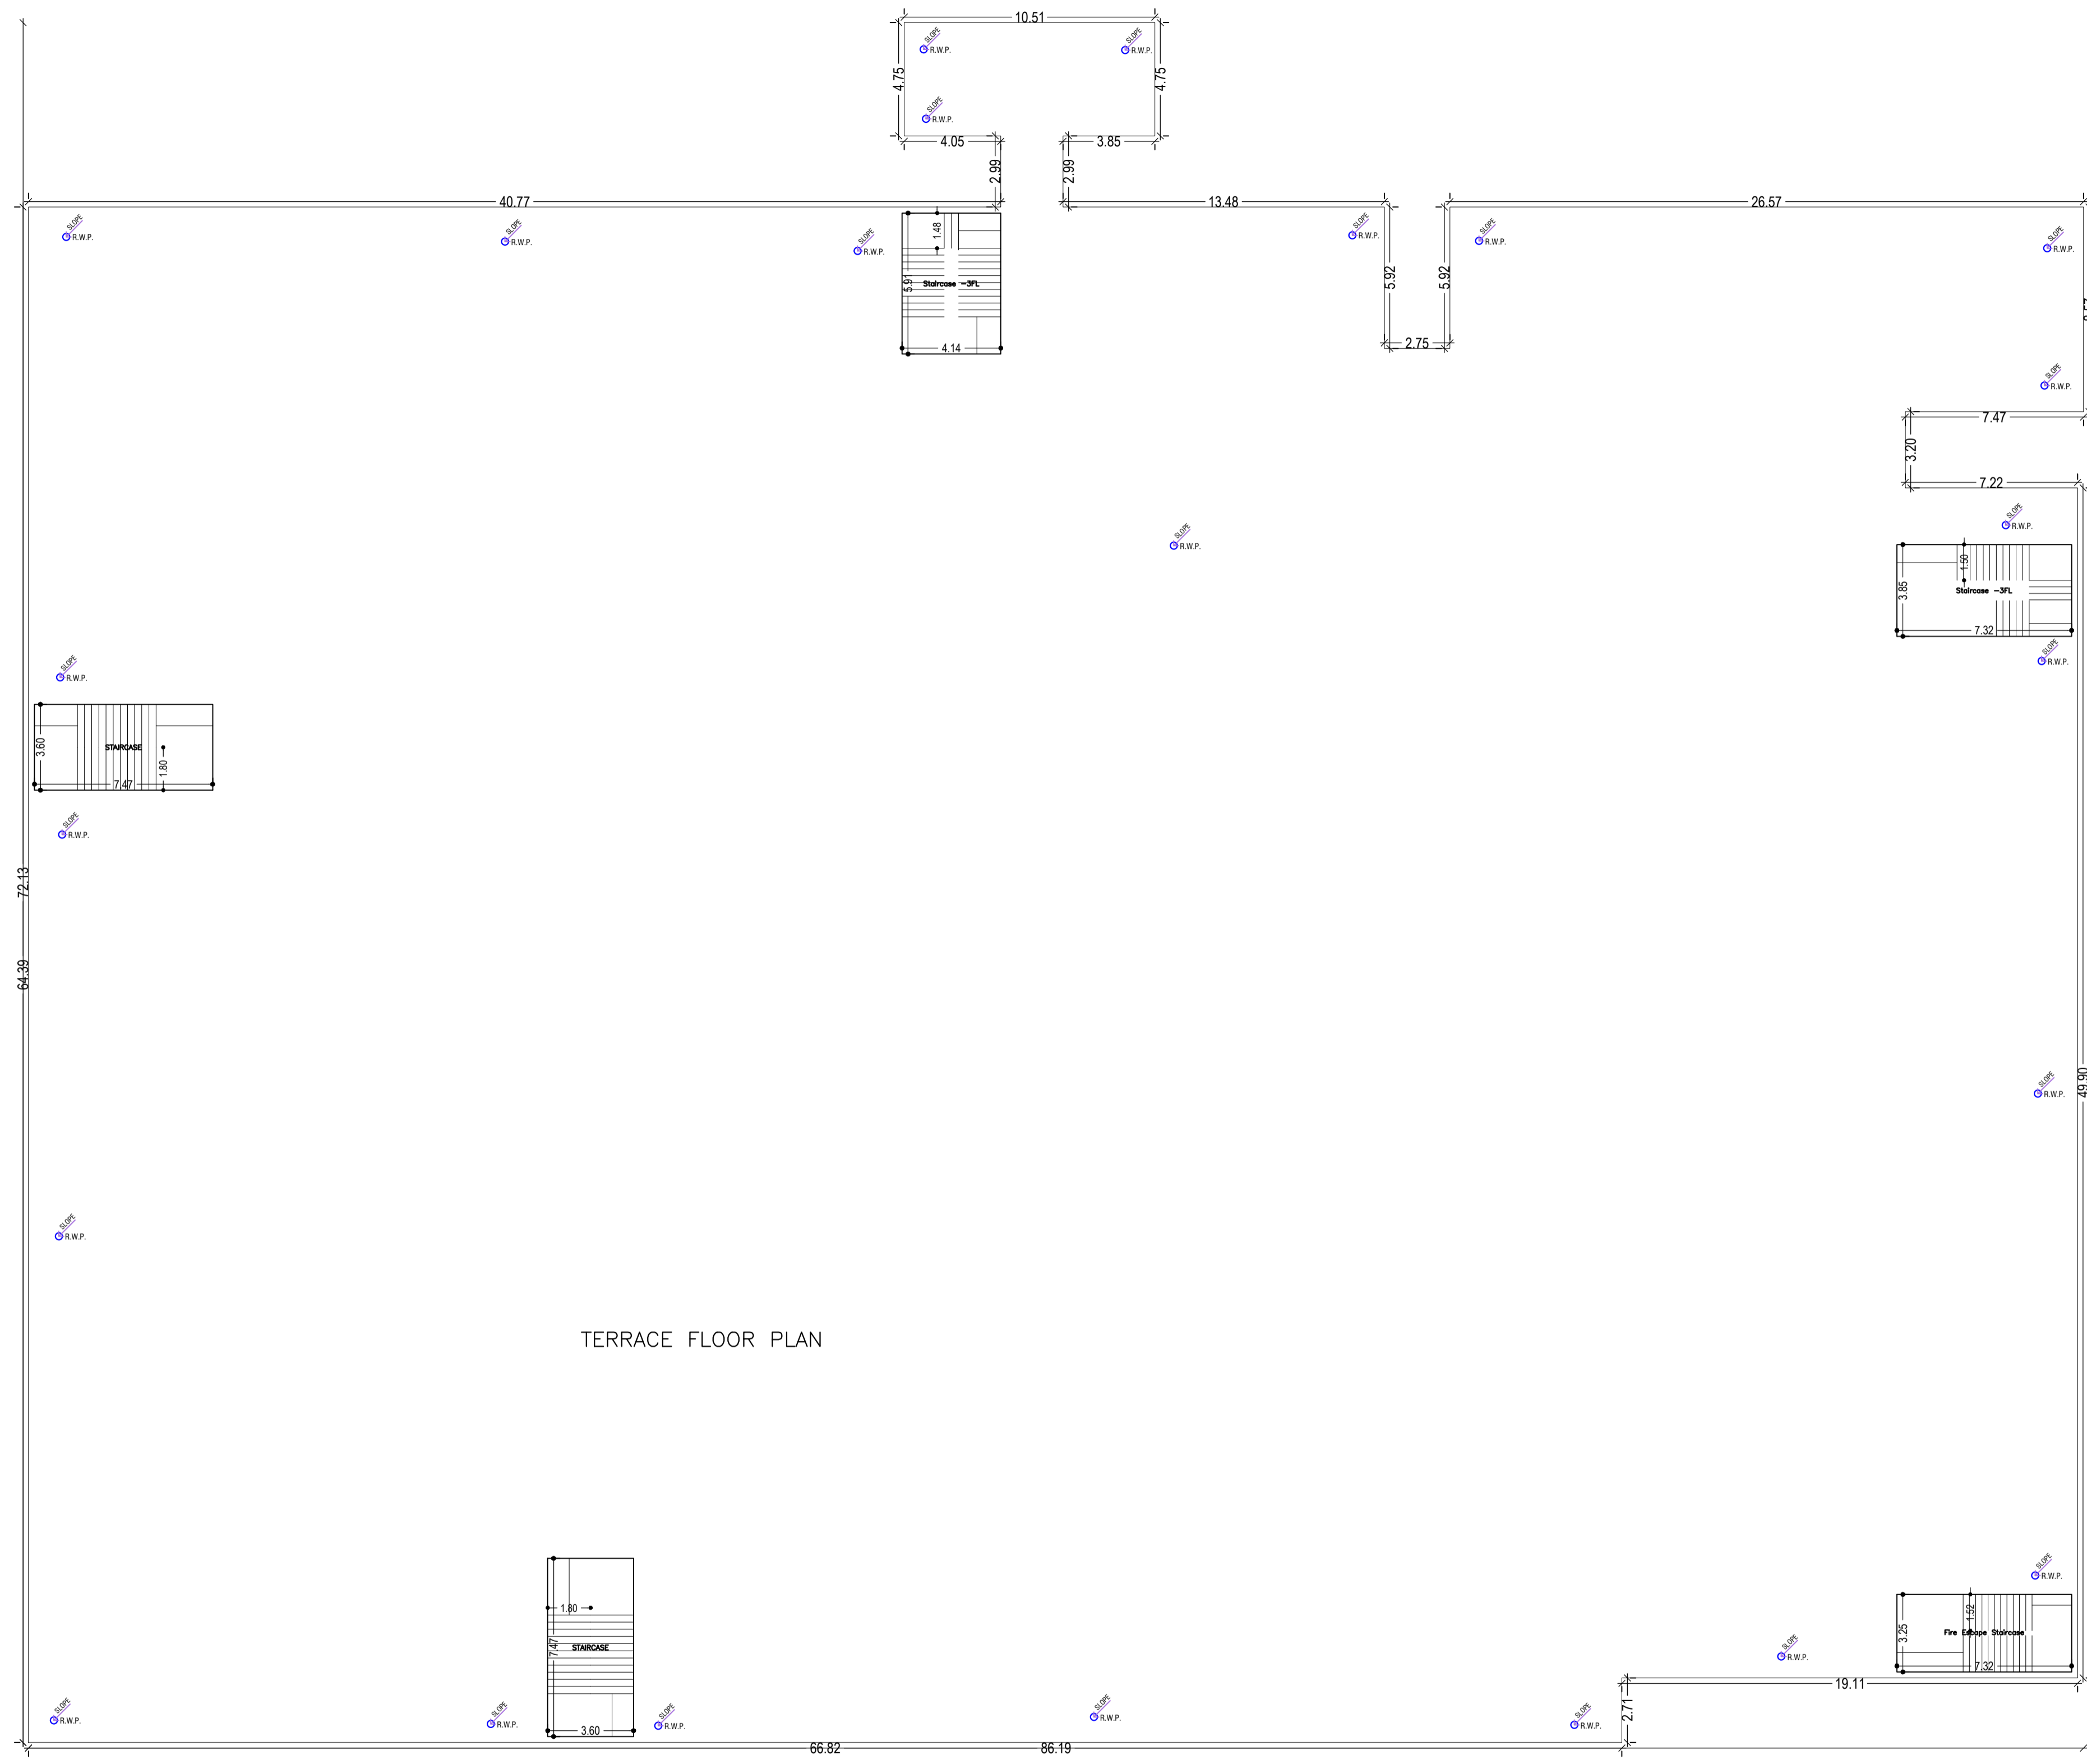 10.51
SLOPE
R.W.P.
SLOPE
R.W.P.
4.75
4.75
SLOPE
R.W.P.
4.05
3.85
2.99
2.99
40.77
13.48
26.57
SLOPE
R.W.P.
SLOPE
R.W.P.
SLOPE
R.W.P.
1.48
SLOPE
R.W.P.
SLOPE
R.W.P.
SLOPE
R.W.P.
5.91
Staircase -3FL
5.92
5.92
4.14
2.75
SLOPE
R.W.P.
7.47
3.20
7.22
SLOPE
R.W.P.
SLOPE
R.W.P.
1.50
3.85
Staircase -3FL
7.32
SLOPE
R.W.P.
SLOPE
R.W.P.
3.60
STAIRCASE
1.80
7.47
SLOPE
R.W.P.
72.13
64.39
49.90
SLOPE
R.W.P.
SLOPE
R.W.P.
TERRACE FLOOR PLAN
SLOPE
R.W.P.
1.80
7.47
STAIRCASE
3.60
1.52
3.25
Fire Escape Staircase
7.32
SLOPE
R.W.P.
19.11
2.71
SLOPE
R.W.P.
SLOPE
R.W.P.
SLOPE
R.W.P.
SLOPE
R.W.P.
SLOPE
R.W.P.
66.82
86.19